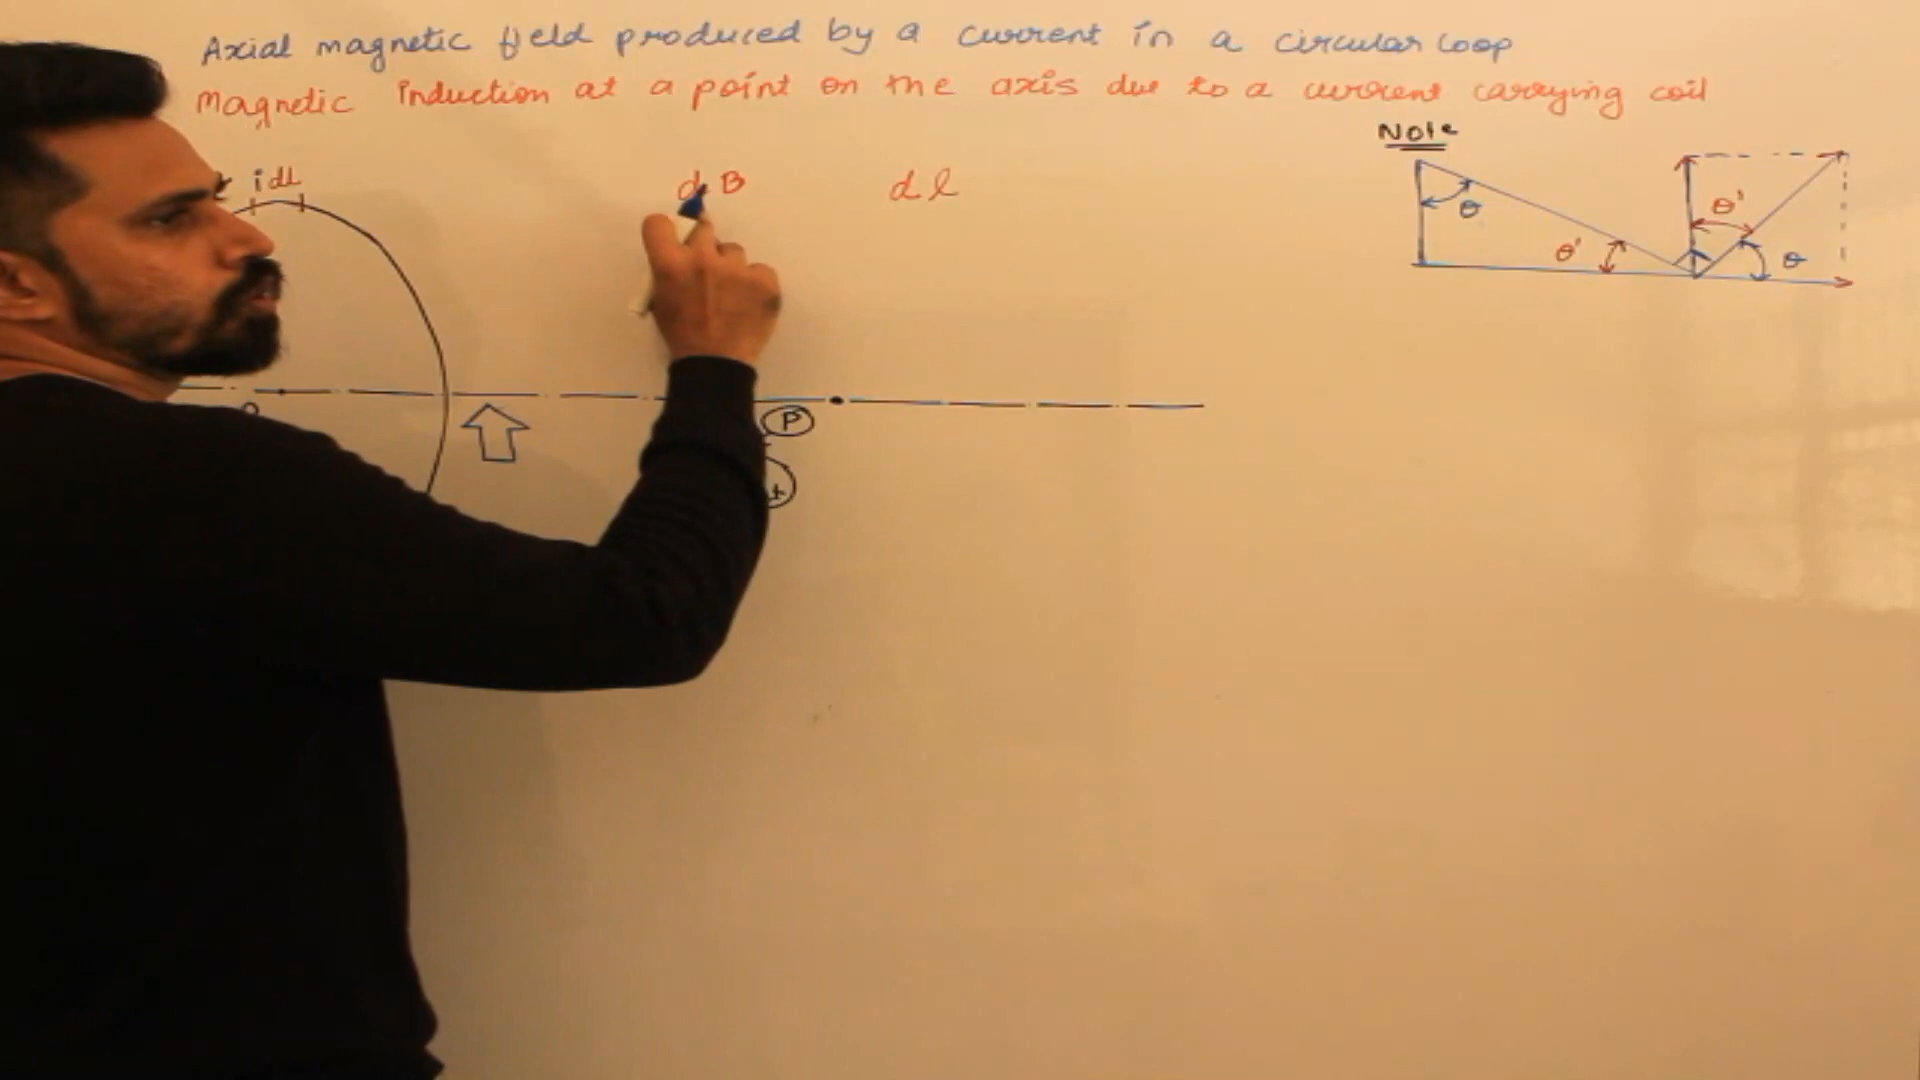 Axial magnetic field produced by a current in a circular loop
Magnetic Induction at a point on the axis due to a current carrying coil
Note
idl
dB
dl
θ
θ'
θ'
θ
P